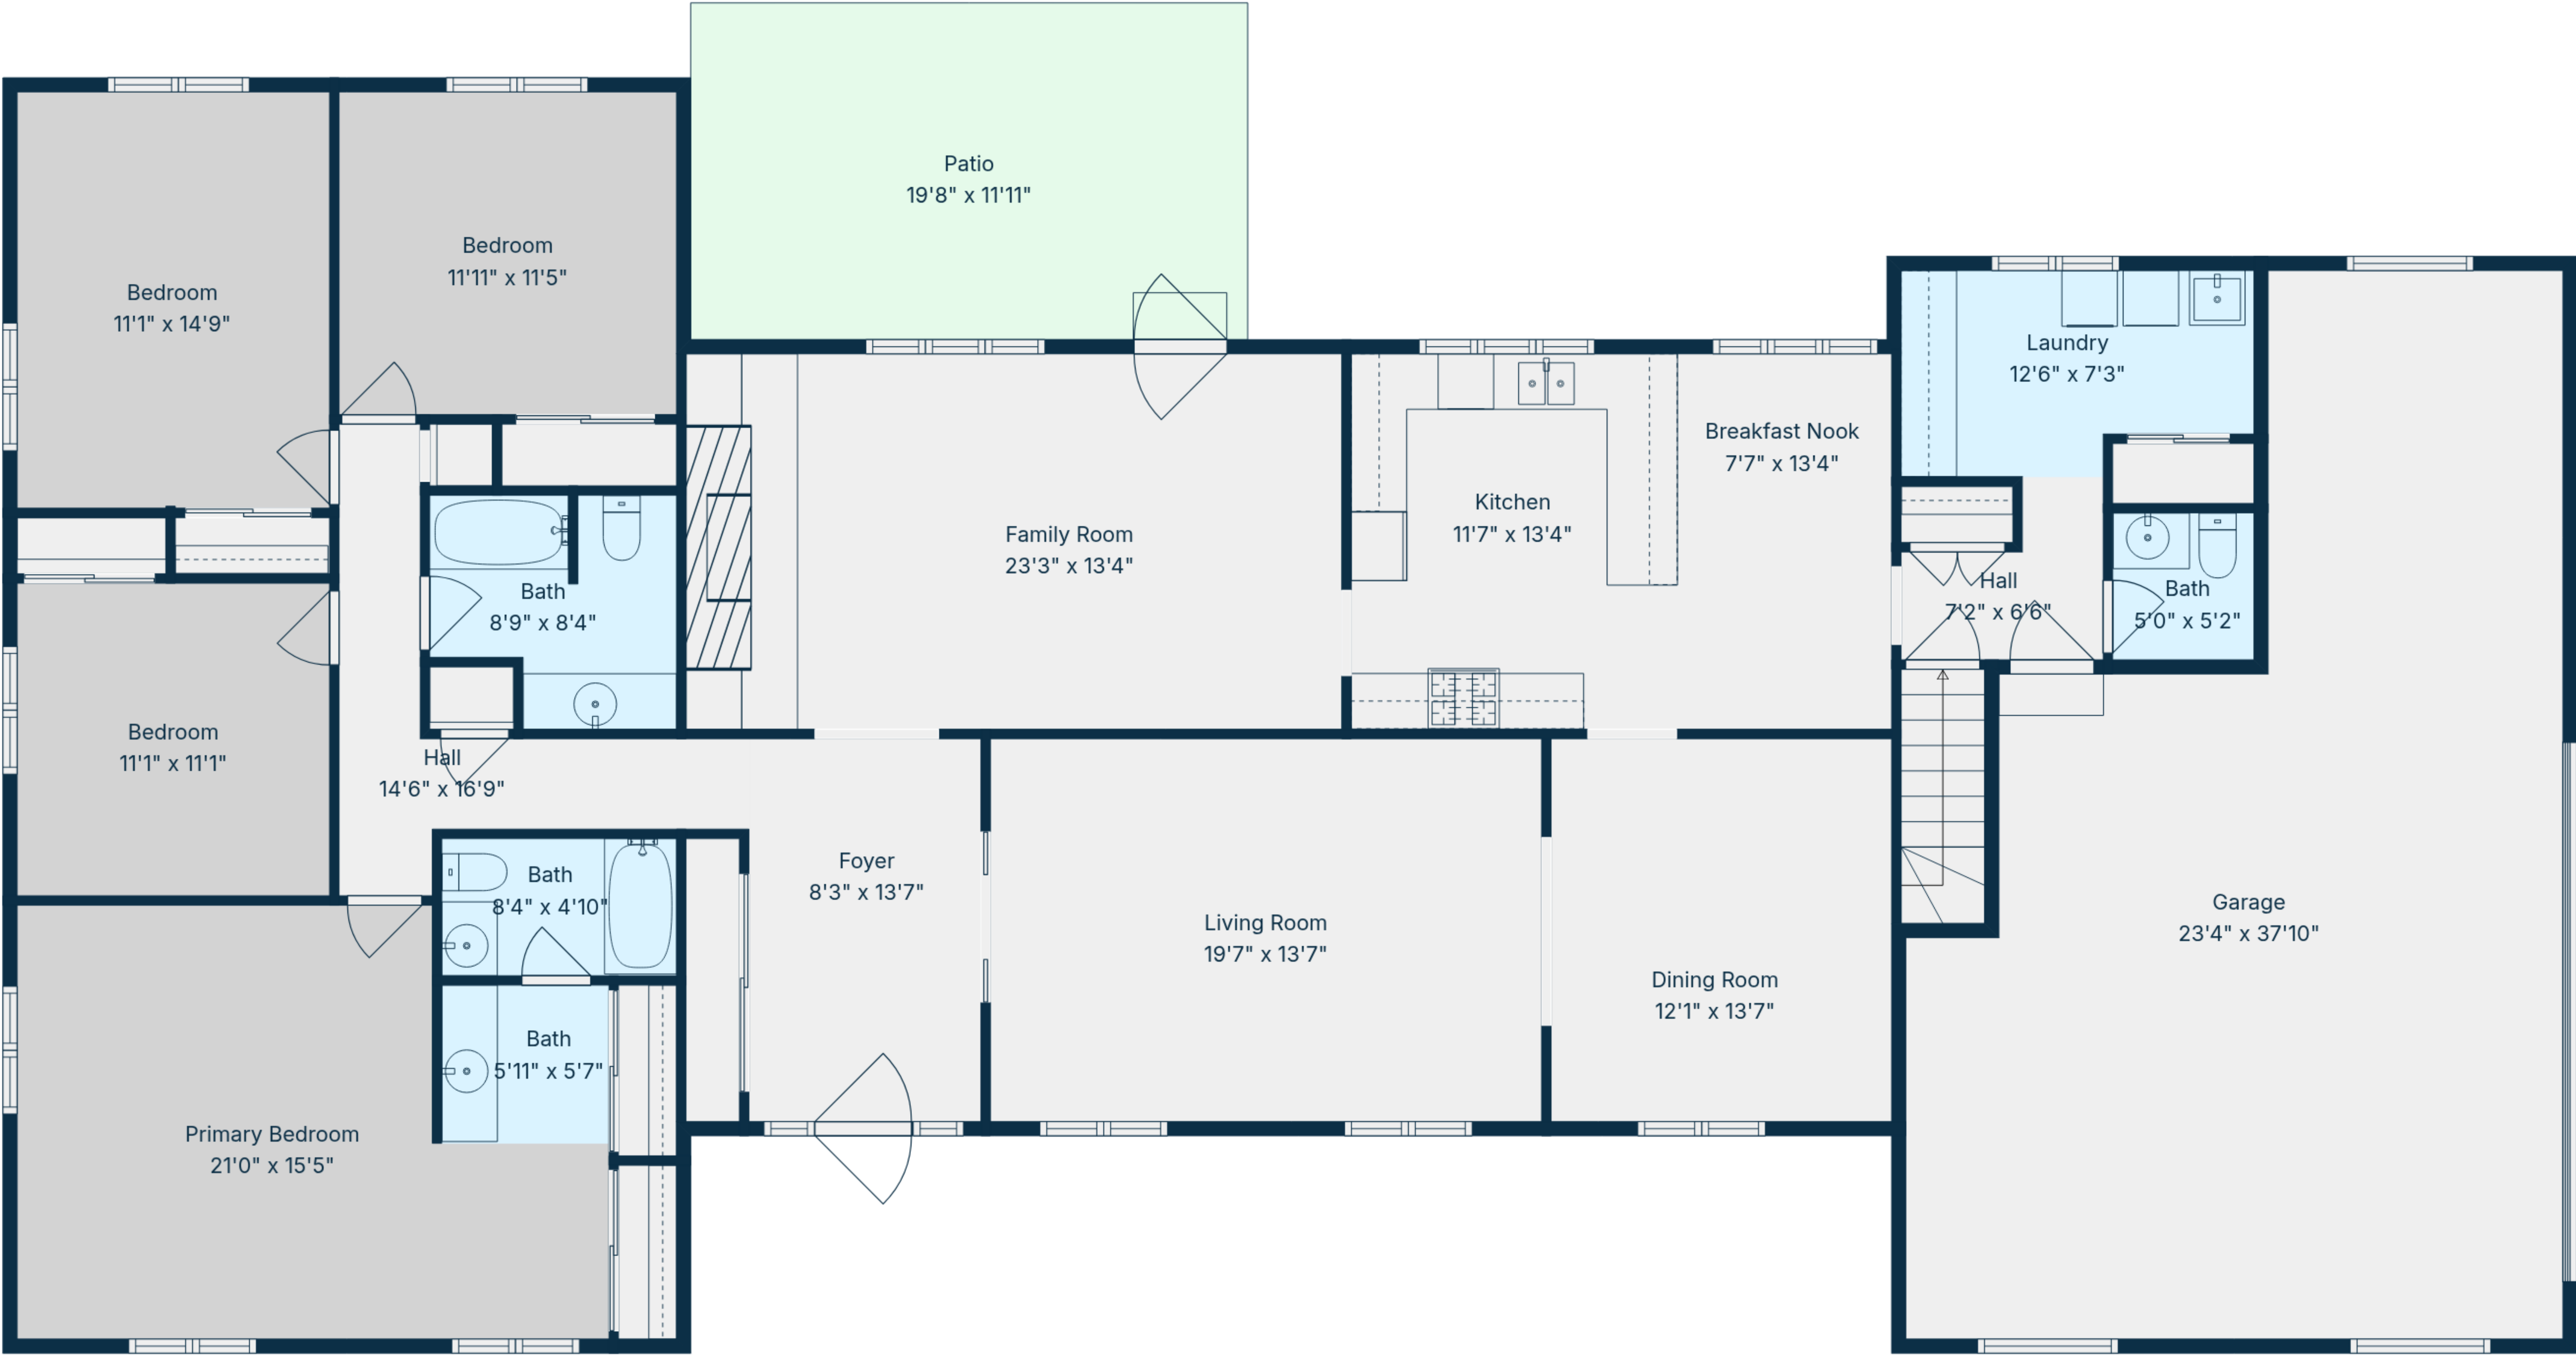 Patio
19'8" x 11'11"
Bedroom
11'11" x 11'5"
Bedroom
11'1" x 14'9"
Laundry
12'6" x 7'3"
Breakfast Nook
7'7" x 13'4"
Kitchen
11'7" x 13'4"
Family Room
23'3" x 13'4"
Bath
8'9" x 8'4"
Hall
7'2" x 6'6"
Bath
5'0" x 5'2"
Bedroom
11'1" x 11'1"
Hall
14'6" x 16'9"
Foyer
8'3" x 13'7"
Bath
8'4" x 4'10"
Living Room
19'7" x 13'7"
Garage
23'4" x 37'10"
Dining Room
12'1" x 13'7"
Bath
5'11" x 5'7"
Primary Bedroom
21'0" x 15'5"